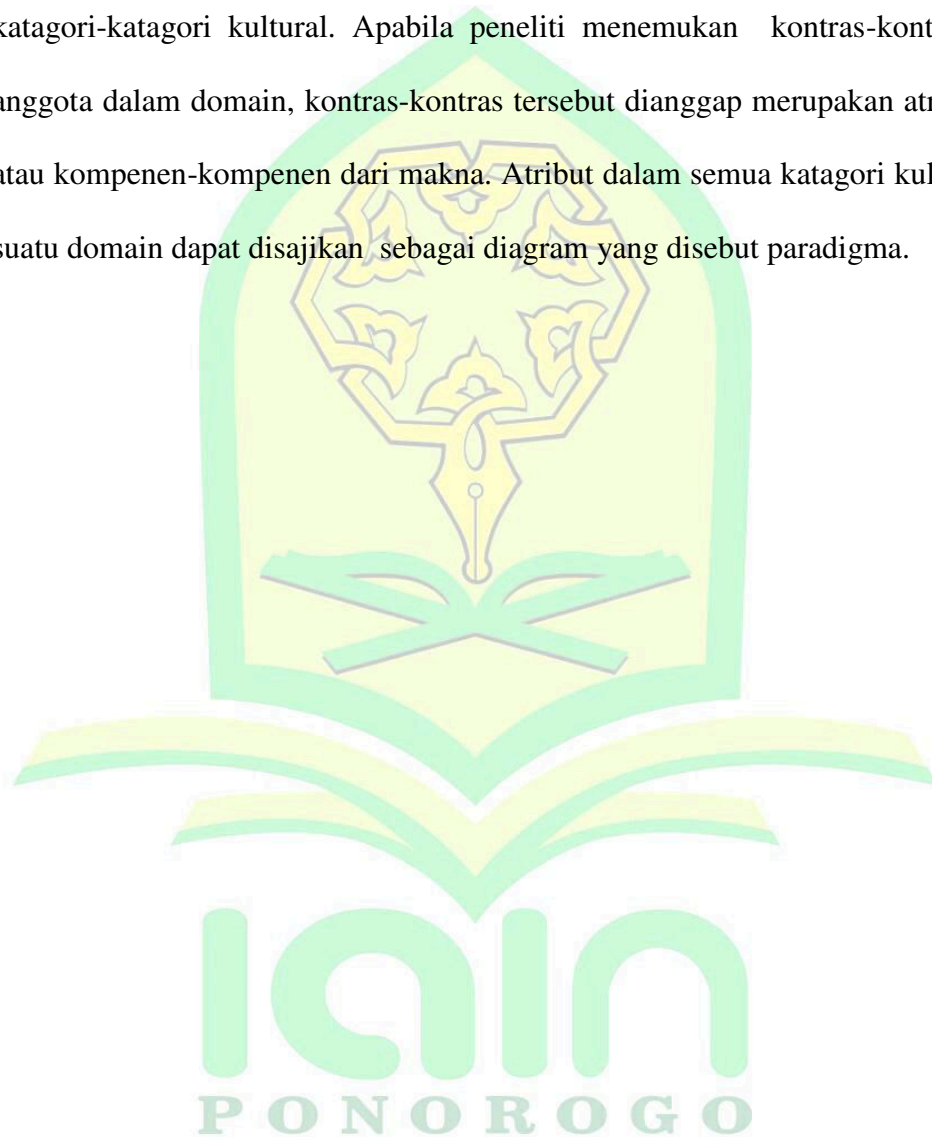 katagori-katagori kultural. Apabila peneliti menemukan kontras-kont
anggota dalam domain, kontras-kontras tersebut dianggap merupakan atr
atau kompenen-kompenen dari makna. Atribut dalam semua katagori kul
suatu domain dapat disajikan sebagai diagram yang disebut paradigma.
iain
PONOROGO